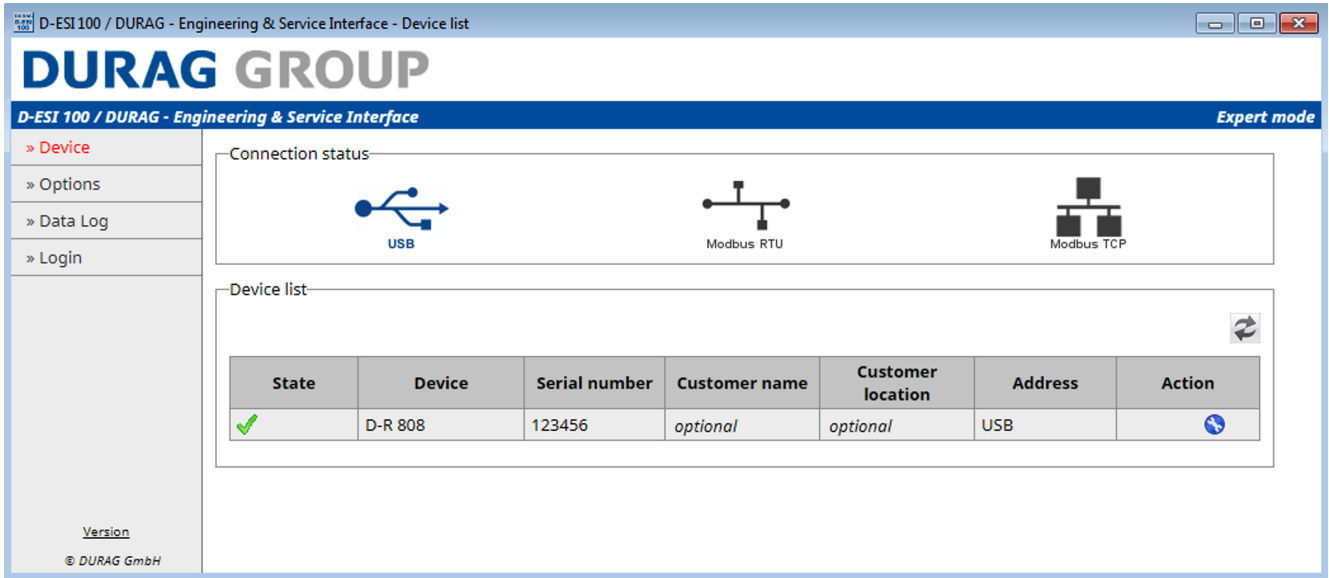 D-ESI 100 / DURAG - Engineering & Service Interface - Device list
DURAG GROUP
D-ESI 100 / DURAG - Engineering & Service Interface Expert mode
» Device
» Options
» Data Log
» Login
Connection status
USB Modbus RTU Modbus TCP
Device list
State Device Serial number Customer name Customer location Address Action
D-R 808 123456 optional optional USB
Version
© DURAG GmbH